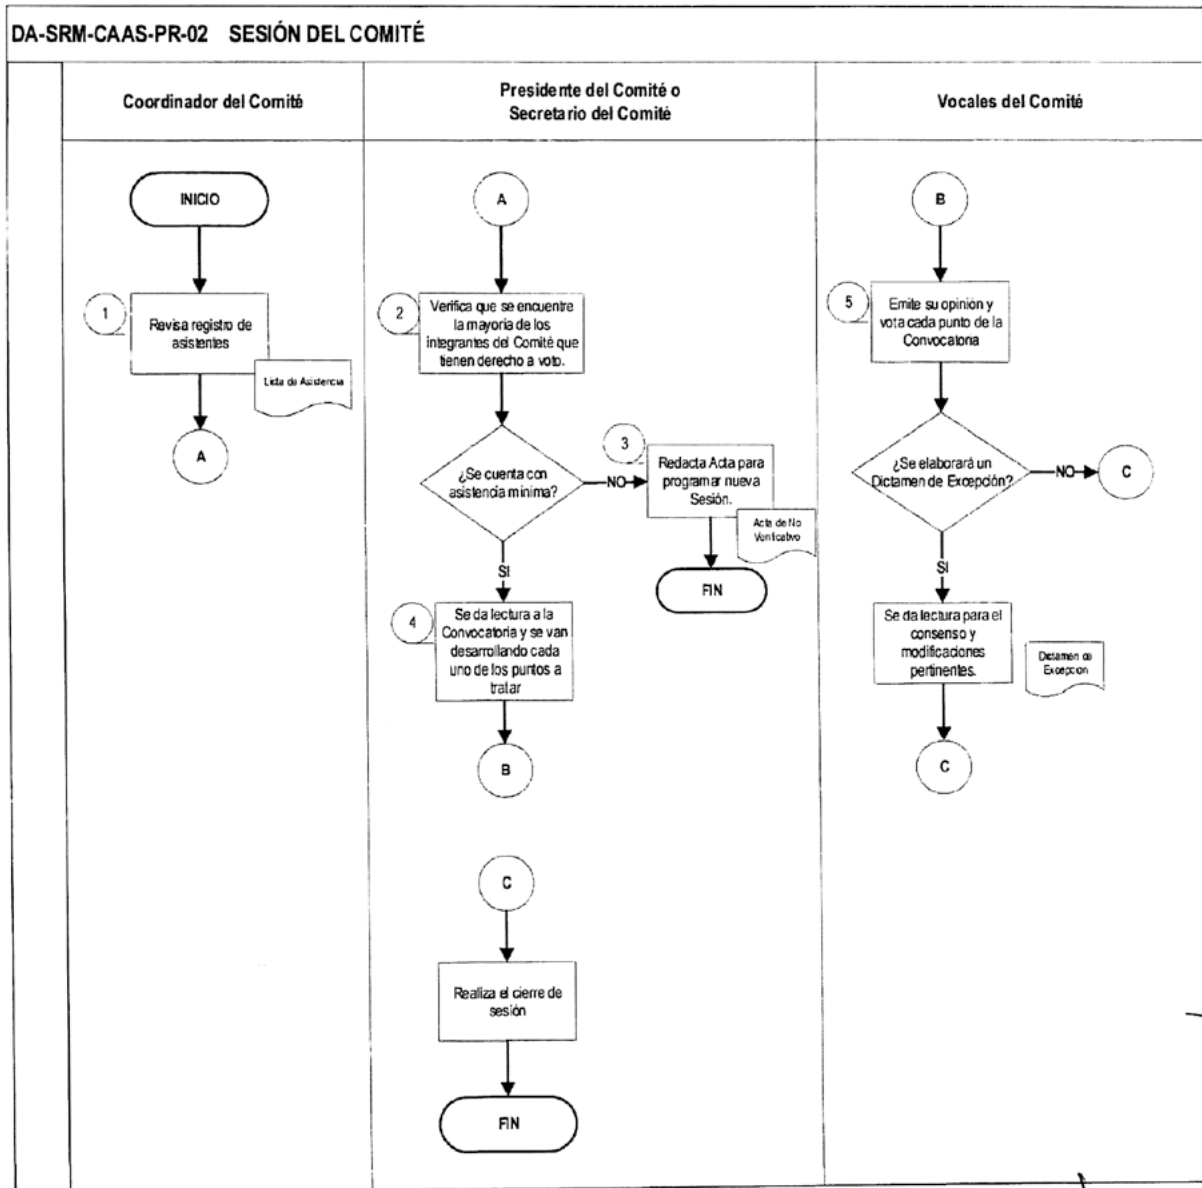 DA-SRM-CAAS-PR-02 SESIÓN DEL COMITÉ
Coordinador del Comité
Presidente del Comité o
Secretario del Comité
Vocales del Comité
INICIO
1
Revisa registro de
asistentes
Lista de Asistencia
A
A
2
Verifica que se encuentre
la mayoria de los
integrantes del Comité que
tienen derecho a voto.
¿Se cuenta con
asistencia mínima?
NO
3
Redacta Acta para
programar nueva
Sesión.
Acta de No
Verificativo
FIN
SI
4
Se da lectura a la
Convocatoria y se van
desarrollando cada
uno de los puntos a
tratar
B
C
Realiza el cierre de
sesión
FIN
B
5
Emite su opinión y
vota cada punto de la
Convocatoria
¿Se elaborará un
Dictamen de Excepción?
NO
C
SI
Se da lectura para el
consenso y
modificaciones
pertinentes.
Dictamen de
Excepción
C